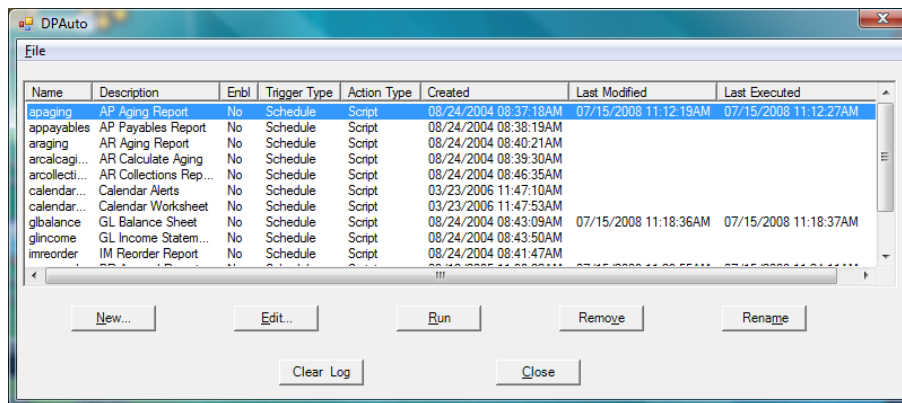 DPAuto
File
Name Description Enbl Trigger Type Action Type Created Last Modified Last Executed
apaging AP Aging Report No Schedule Script 08/24/2004 08:37:18AM 07/15/2008 11:12:19AM 07/15/2008 11:12:27AM
appayables AP Payables Report No Schedule Script 08/24/2004 08:38:19AM
araging AR Aging Report No Schedule Script 08/24/2004 08:40:21AM
arcalcagi... AR Calculate Aging No Schedule Script 08/24/2004 08:39:30AM
arcollecti... AR Collections Rep... No Schedule Script 08/24/2004 08:46:35AM
calendar... Calendar Alerts No Schedule Script 03/23/2006 11:47:10AM
calendar... Calendar Worksheet No Schedule Script 03/23/2006 11:47:53AM
glbalance GL Balance Sheet No Schedule Script 08/24/2004 08:43:09AM 07/15/2008 11:18:36AM 07/15/2008 11:18:37AM
glincome GL Income Statem... No Schedule Script 08/24/2004 08:43:50AM
imreorder IM Reorder Report No Schedule Script 08/24/2004 08:41:47AM
New... Edit... Run Remove Rename
Clear Log Close